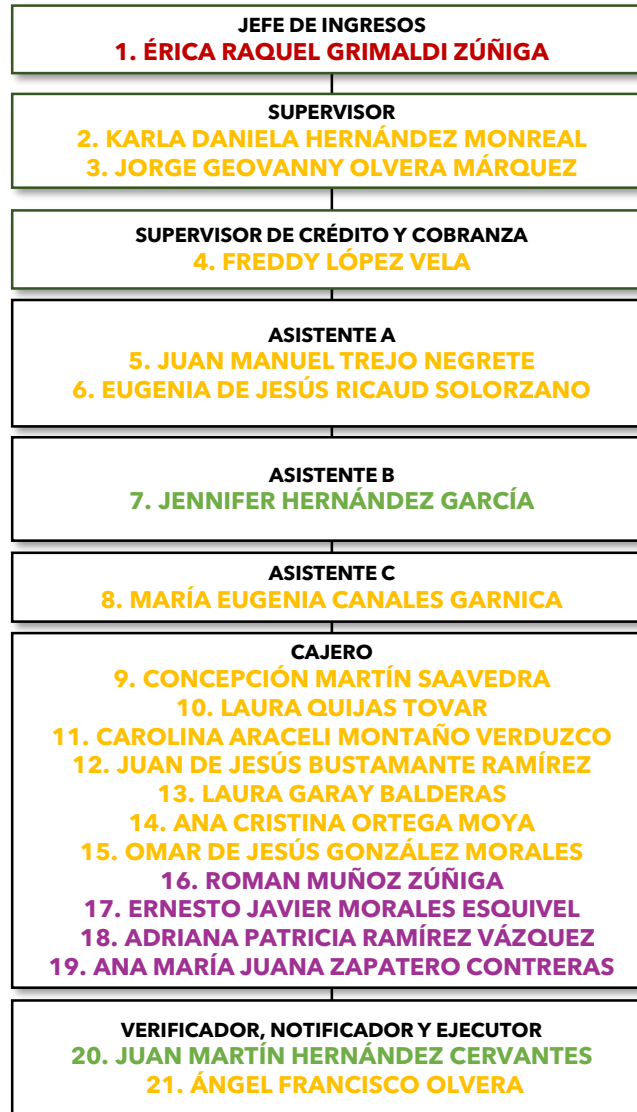 JEFE DE INGRESOS
1. ÉRICA RAQUEL GRIMALDI ZÚÑIGA
SUPERVISOR
2. KARLA DANIELA HERNÁNDEZ MONREAL
3. JORGE GEOVANNY OLVERA MÁRQUEZ
SUPERVISOR DE CRÉDITO Y COBRANZA
4. FREDDY LÓPEZ VELA
ASISTENTE A
5. JUAN MANUEL TREJO NEGRETE
6. EUGENIA DE JESÚS RICAUD SOLORZANO
ASISTENTE B
7. JENNIFER HERNÁNDEZ GARCÍA
ASISTENTE C
8. MARÍA EUGENIA CANALES GARNICA
CAJERO
9. CONCEPCIÓN MARTÍN SAAVEDRA
10. LAURA QUIJAS TOVAR
11. CAROLINA ARACELI MONTAÑO VERDUZCO
12. JUAN DE JESÚS BUSTAMANTE RAMÍREZ
13. LAURA GARAY BALDERAS
14. ANA CRISTINA ORTEGA MOYA
15. OMAR DE JESÚS GONZÁLEZ MORALES
16. ROMAN MUÑOZ ZÚÑIGA
17. ERNESTO JAVIER MORALES ESQUIVEL
18. ADRIANA PATRICIA RAMÍREZ VÁZQUEZ
19. ANA MARÍA JUANA ZAPATERO CONTRERAS
VERIFICADOR, NOTIFICADOR Y EJECUTOR
20. JUAN MARTÍN HERNÁNDEZ CERVANTES
21. ÁNGEL FRANCISCO OLVERA